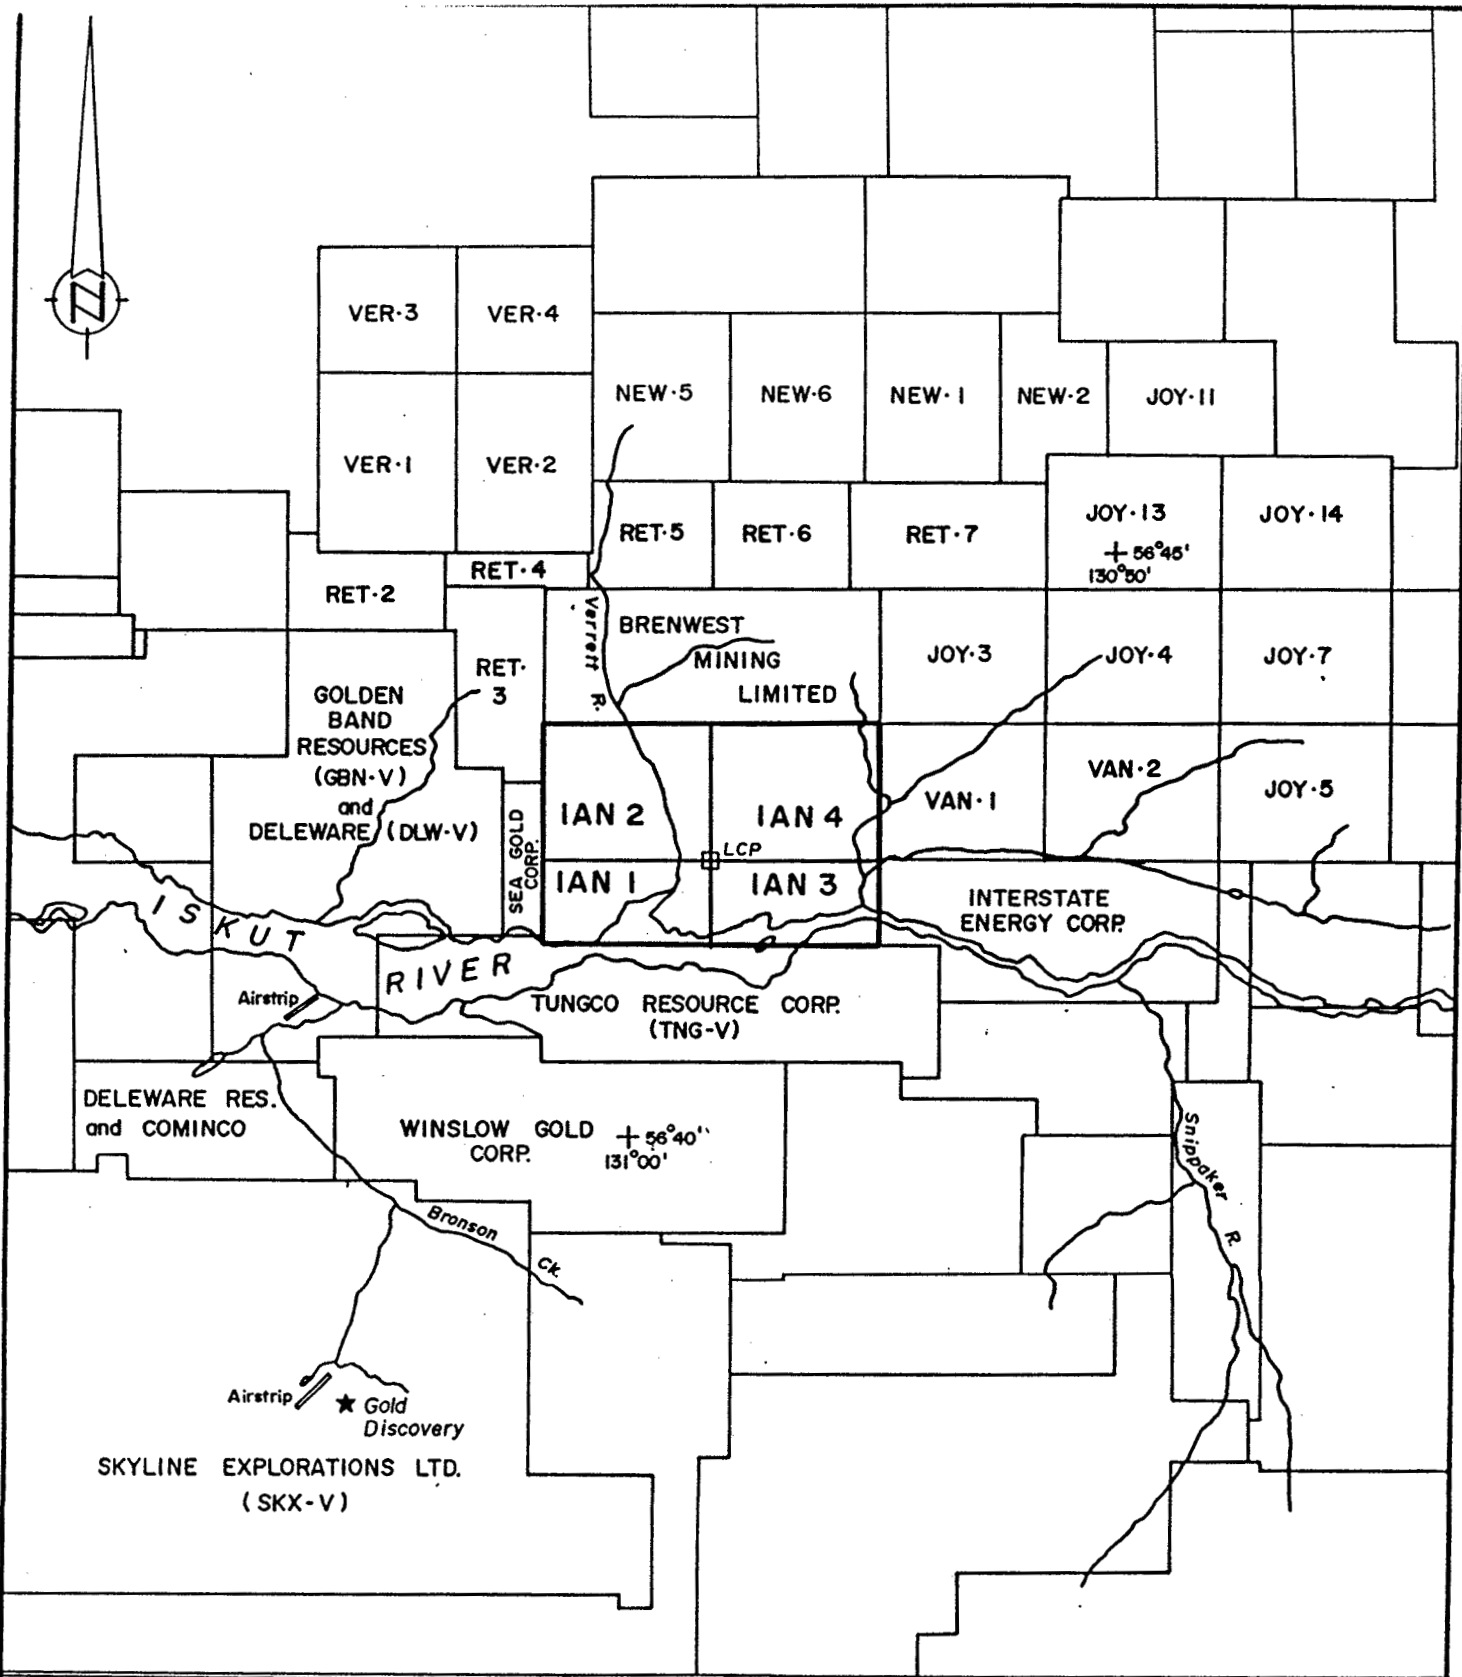 N
VER·3
VER·4
NEW·5
NEW·6
NEW·1
NEW·2
JOY·11
VER·1
VER·2
RET·5
RET·6
RET·7
JOY·13
JOY·14
+ 56°45'
130°50'
RET·4
RET·2
Verrett R.
BRENWEST
MINING
LIMITED
JOY·3
JOY·4
JOY·7
RET·
3
GOLDEN
BAND
RESOURCES
(GBN-V)
and
DELEWARE (DLW-V)
SEA GOLD
CORP.
IAN 2
IAN 4
VAN·1
VAN·2
JOY·5
LCP
IAN 1
IAN 3
INTERSTATE
ENERGY CORP.
ISKUT
RIVER
Airstrip
TUNGCO RESOURCE CORP.
(TNG-V)
DELEWARE RES.
and COMINCO
WINSLOW GOLD
CORP.
+ 56°40'
131°00'
Snippaker R.
Bronson Ck.
Airstrip
★ Gold
Discovery
SKYLINE EXPLORATIONS LTD.
(SKX-V)